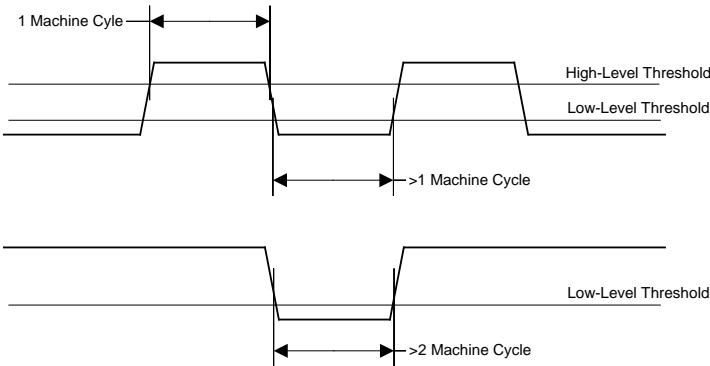 1 Machine Cyle
High-Level Threshold
Low-Level Threshold
>1 Machine Cycle
Low-Level Threshold
>2 Machine Cycle